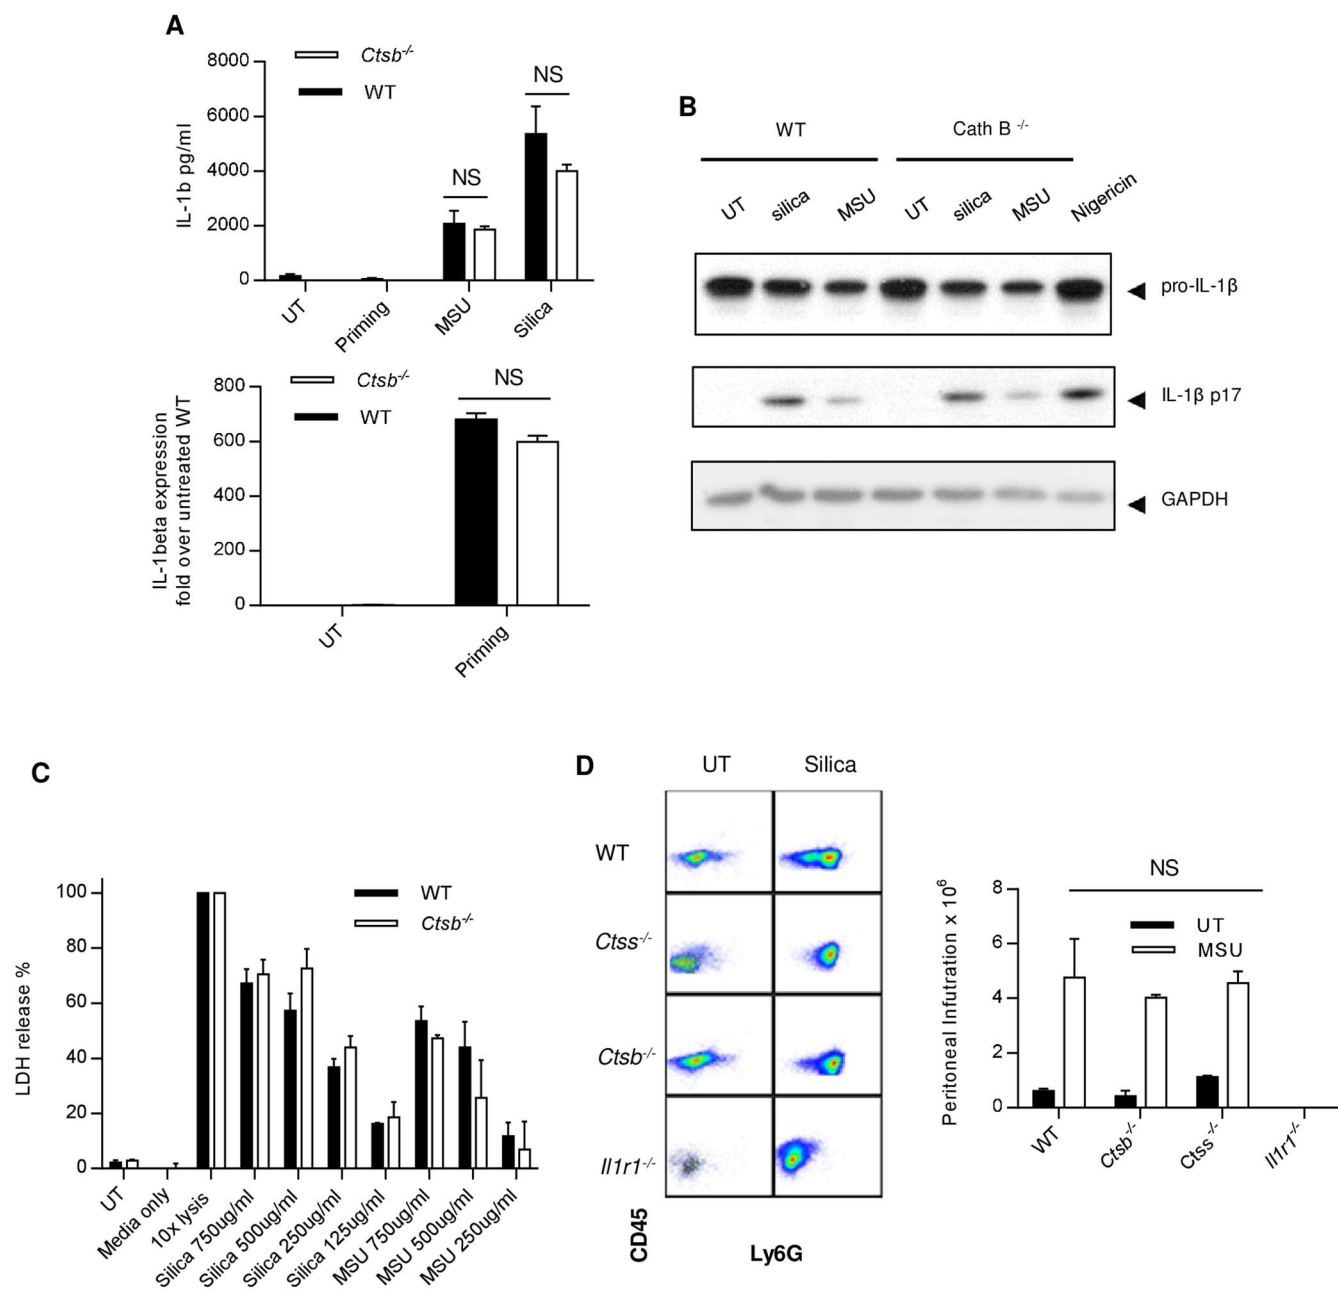 A
8000
6000
4000
2000
0
IL-1b pg/ml
Ctsb-/-
WT
NS
NS
UT
Priming
MSU
Silica
800
600
400
200
0
IL-1beta expression
fold over untreated WT
Ctsb-/-
WT
NS
UT
Priming
B
WT
Cath B -/-
UT
silica
MSU
UT
silica
MSU
Nigericin
pro-IL-1β
IL-1β p17
GAPDH
C
100
80
60
40
20
0
LDH release %
WT
Ctsb-/-
UT
Media only
10x lysis
Silica 750ug/ml
Silica 500ug/ml
Silica 250ug/ml
Silica 125ug/ml
MSU 750ug/ml
MSU 500ug/ml
MSU 250ug/ml
D
UT
Silica
WT
Ctss-/-
Ctsb-/-
Il1r1-/-
CD45
Ly6G
Peritoneal Infutration x 10^6
8
6
4
2
0
NS
UT
MSU
WT
Ctsb-/-
Ctss-/-
Il1r1-/-